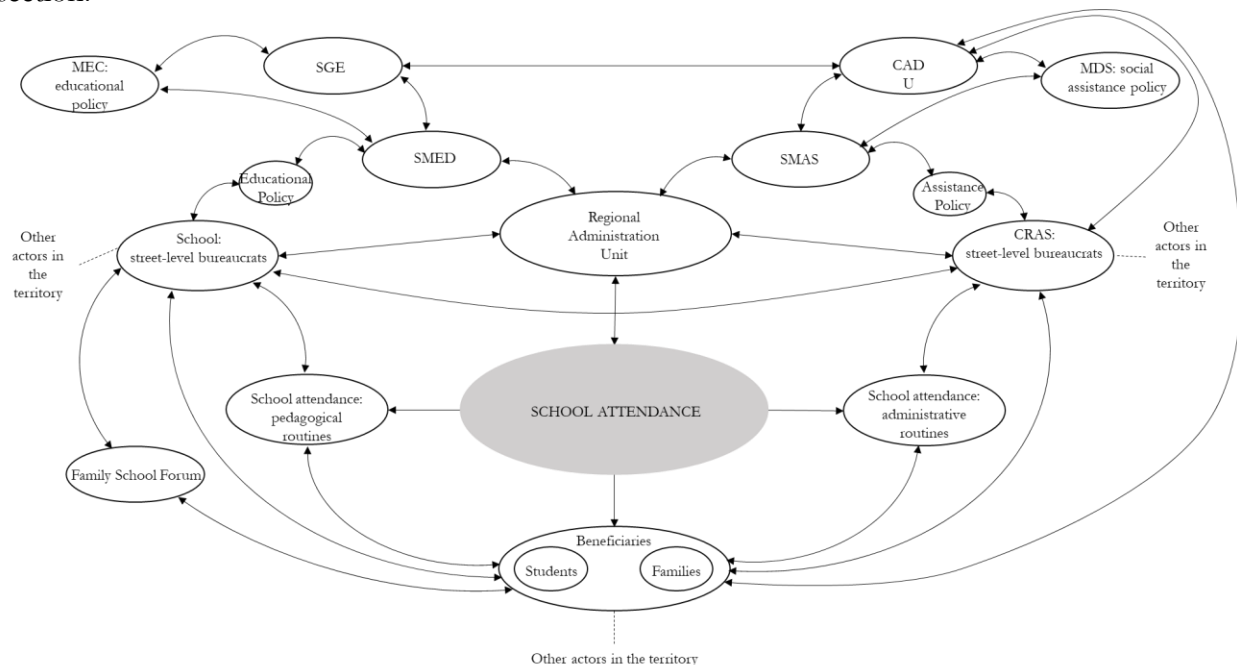 MEC:
educational
policy
SGE
CAD
U
MDS: social
assistance policy
SMED
SMAS
Educational
Policy
Assistance
Policy
Other
actors in
the
territory
School:
street-level bureaucrats
Regional
Administration
Unit
CRAS:
street-level bureaucrats
Other
actors in
the
territory
School attendance:
pedagogical
routines
SCHOOL ATTENDANCE
School attendance:
administrative
routines
Family School Forum
Beneficiaries
Students
Families
Other actors in the territory